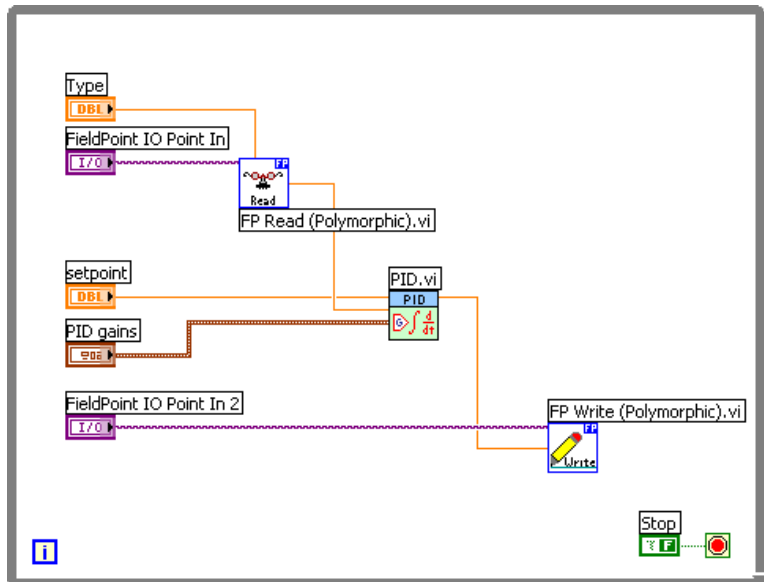 Type
DBL
FieldPoint IO Point In
I/O
FP
Read
FP Read (Polymorphic).vi
setpoint
DBL
PID.vi
PID
G d
dt
PID gains
FieldPoint IO Point In 2
I/O
FP Write (Polymorphic).vi
FP
Write
Stop
F
i